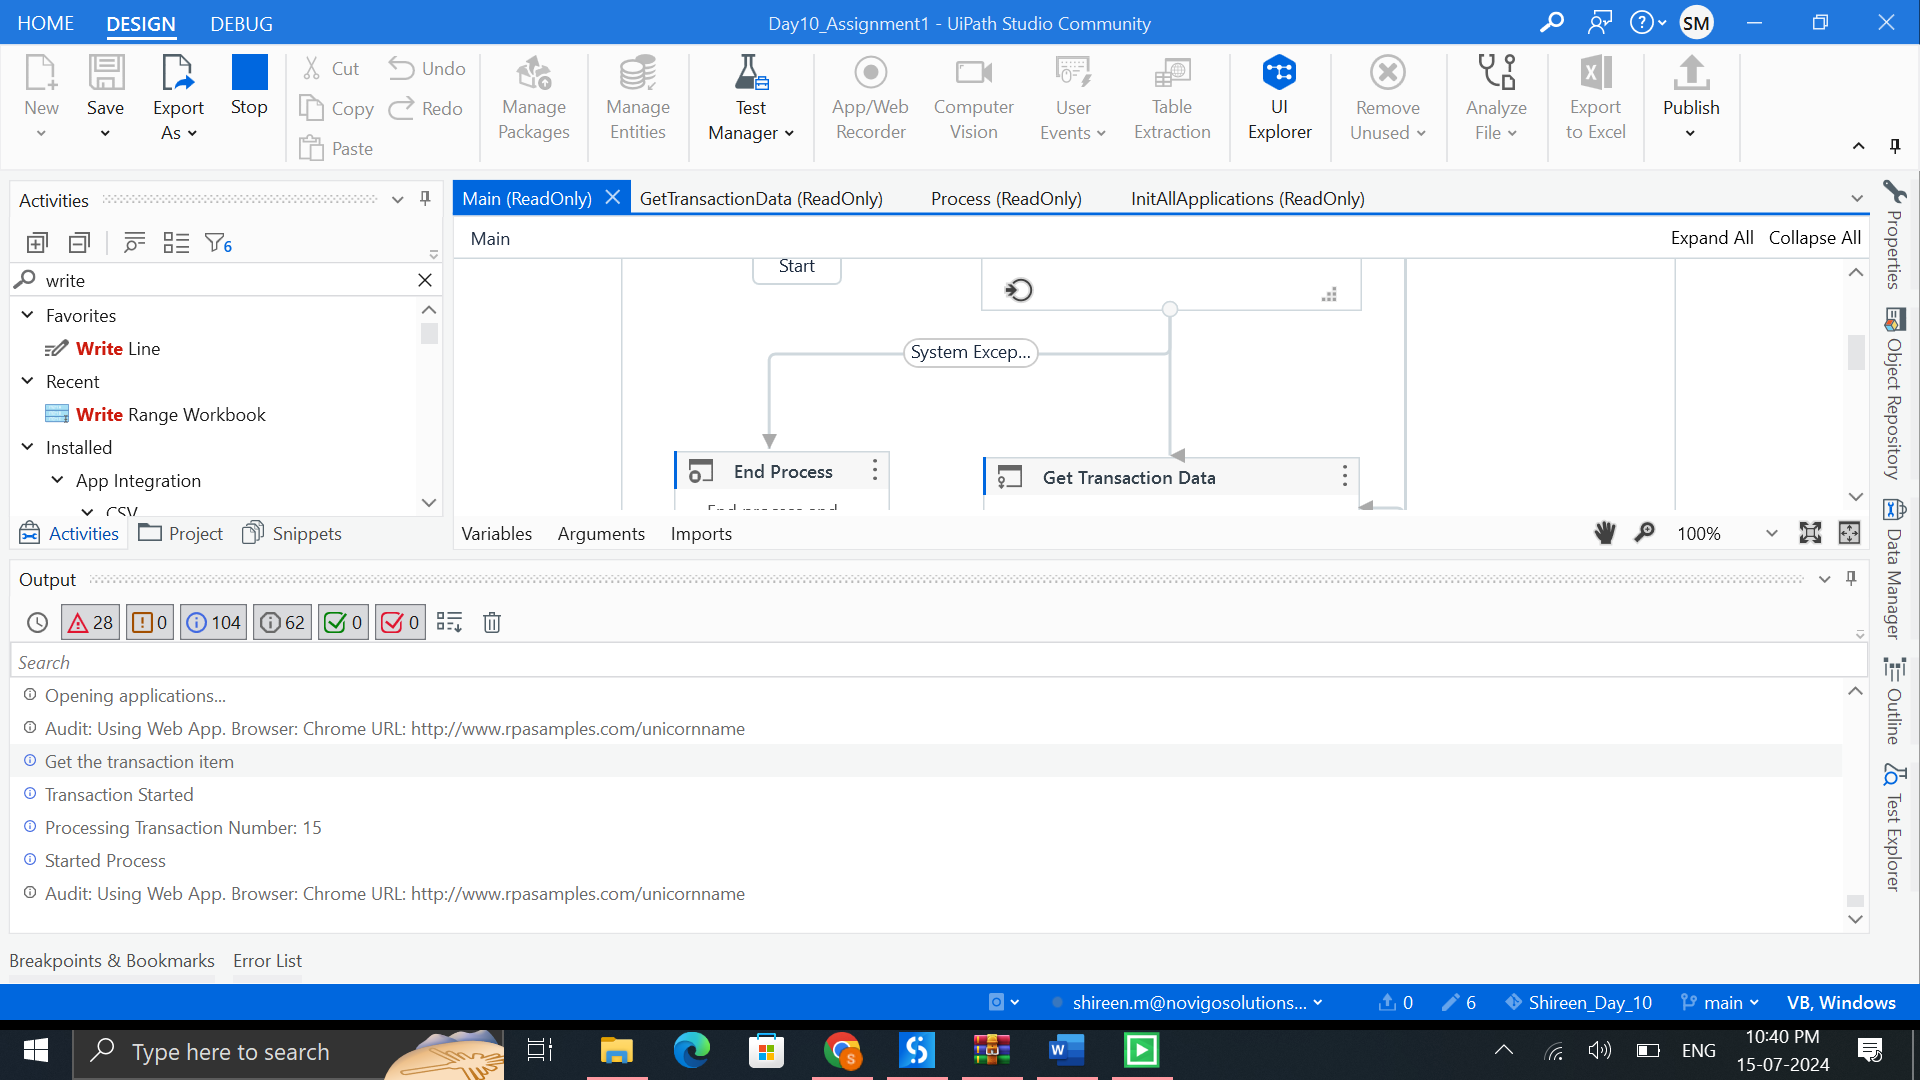 HOME DESIGN DEBUG
Day10_Assignment1 - UiPath Studio Community
SM
New
Save
Export As
Stop
Cut
Copy
Paste
Undo
Redo
Manage Packages
Manage Entities
Test Manager
App/Web Recorder
Computer Vision
User Events
Table Extraction
UI Explorer
Remove Unused
Analyze File
Export to Excel
Publish
Activities
6
write
Favorites
Write Line
Recent
Write Range Workbook
Installed
App Integration
CSV
Activities Project Snippets
Main (ReadOnly) GetTransactionData (ReadOnly) Process (ReadOnly) InitAllApplications (ReadOnly)
Main
Expand All Collapse All
Start
System Excep...
End Process
End process and
Get Transaction Data
Variables Arguments Imports
100%
Properties
Object Repository
Data Manager
Outline
Test Explorer
Output
28 0 104 62 0 0
Search
Opening applications...
Audit: Using Web App. Browser: Chrome URL: http://www.rpasamples.com/unicornname
Get the transaction item
Transaction Started
Processing Transaction Number: 15
Started Process
Audit: Using Web App. Browser: Chrome URL: http://www.rpasamples.com/unicornname
Breakpoints & Bookmarks Error List
shireen.m@novigosolutions... 0 6 Shireen_Day_10 main VB, Windows
Type here to search
S
W
ENG
10:40 PM
15-07-2024